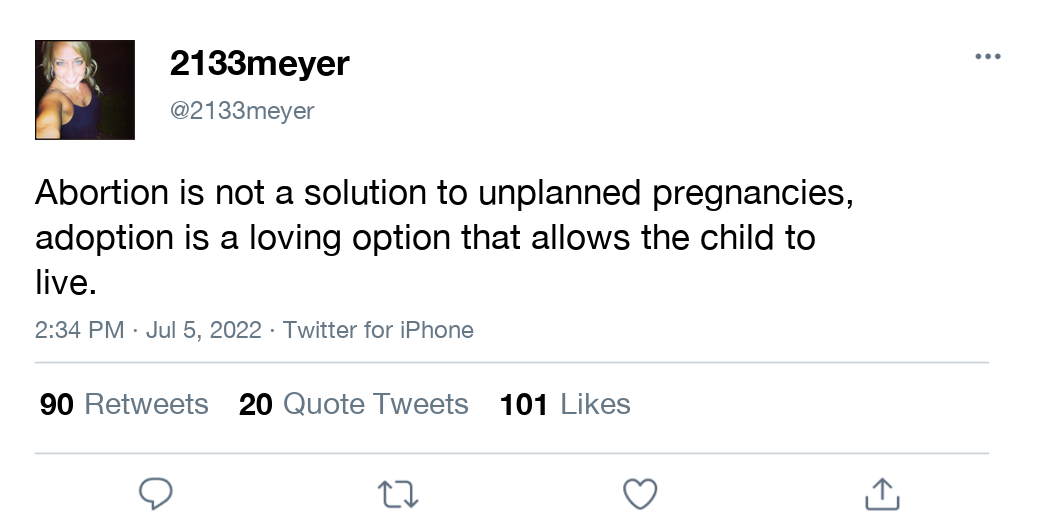 2133meyer
@2133meyer
Abortion is not a solution to unplanned pregnancies,
adoption is a loving option that allows the child to
live.
2:34 PM · Jul 5, 2022 · Twitter for iPhone
90 Retweets 20 Quote Tweets 101 Likes